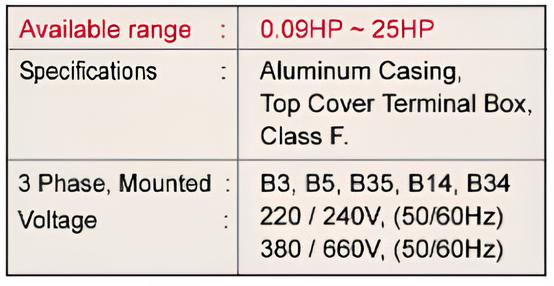 Available range : 0.09HP ~ 25HP
Specifications : Aluminum Casing,
Top Cover Terminal Box,
Class F.
3 Phase, Mounted : B3, B5, B35, B14, B34
Voltage : 220 / 240V, (50/60Hz)
380 / 660V, (50/60Hz)